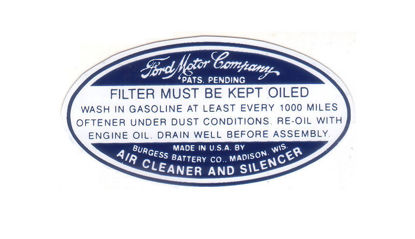 Ford Motor Company
PATS. PENDING
FILTER MUST BE KEPT OILED
WASH IN GASOLINE AT LEAST EVERY 1000 MILES
OFTENER UNDER DUST CONDITIONS. RE-OIL WITH
ENGINE OIL. DRAIN WELL BEFORE ASSEMBLY.
MADE IN U.S.A. BY
BURGESS BATTERY CO., MADISON, WIS.
AIR CLEANER AND SILENCER